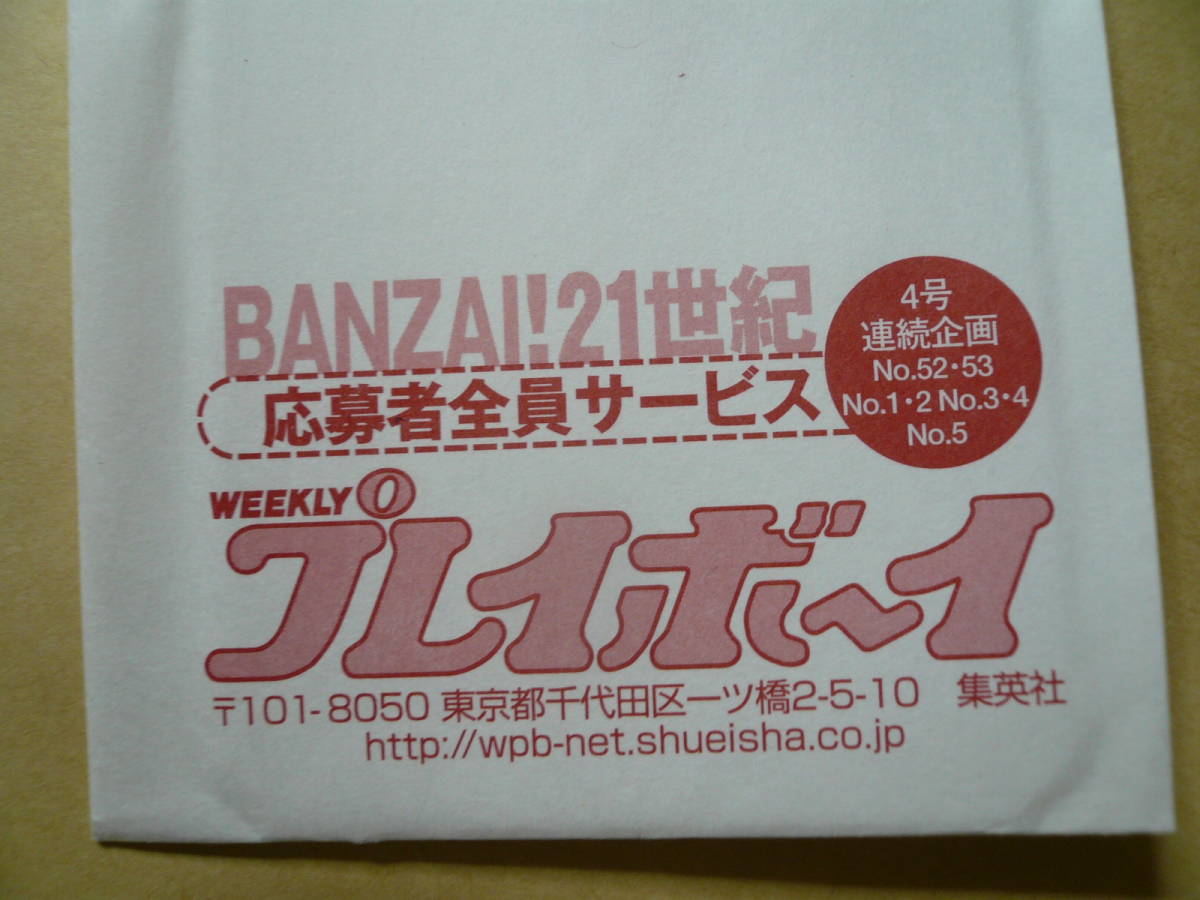 BANZAI!21世紀
応募者全員サービス
4号
連続企画
No.52・53
No.1・2 No.3・4
No.5
WEEKLY
プレイボーイ
〒101-8050 東京都千代田区一ツ橋2-5-10 集英社
http://wpb-net.shueisha.co.jp